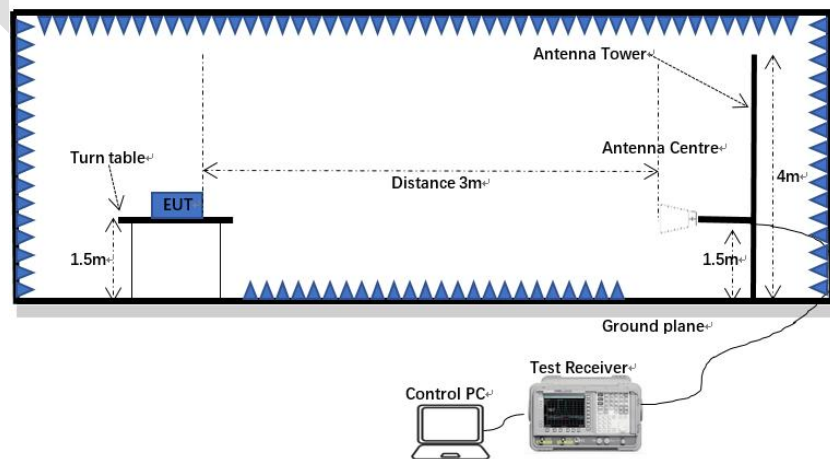 Antenna Tower
Turn table
Antenna Centre
Distance 3m
4m
EUT
1.5m
1.5m
Ground plane
Test Receiver
Control PC